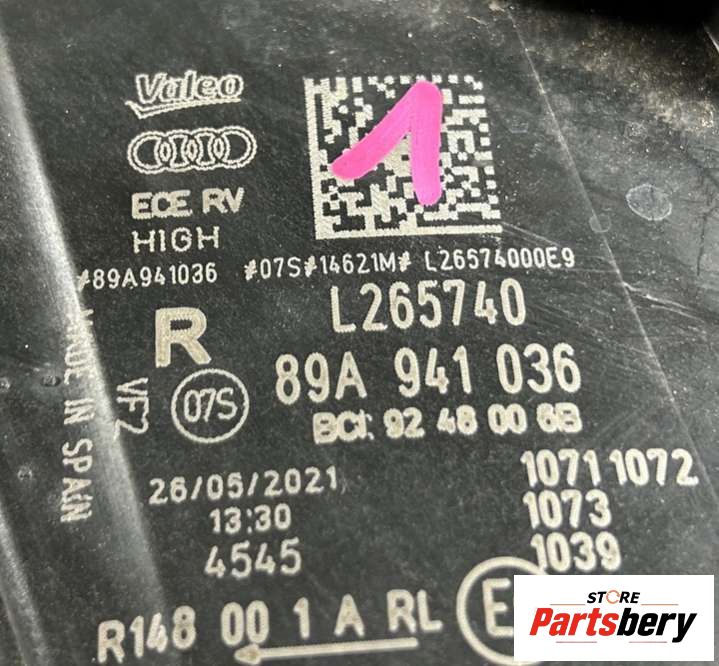 Valeo
1
ECE RV
HIGH
#89A941036 #07S#14621M# L26574000E9
R
L265740
89A 941 036
MADE IN SPAIN
VF2
07S
BCI: 92 48 00 6B
26/05/2021
13:30
4545
1071 1072
1073
1039
R148 00 1 A RL
E
STORE
Partsbery